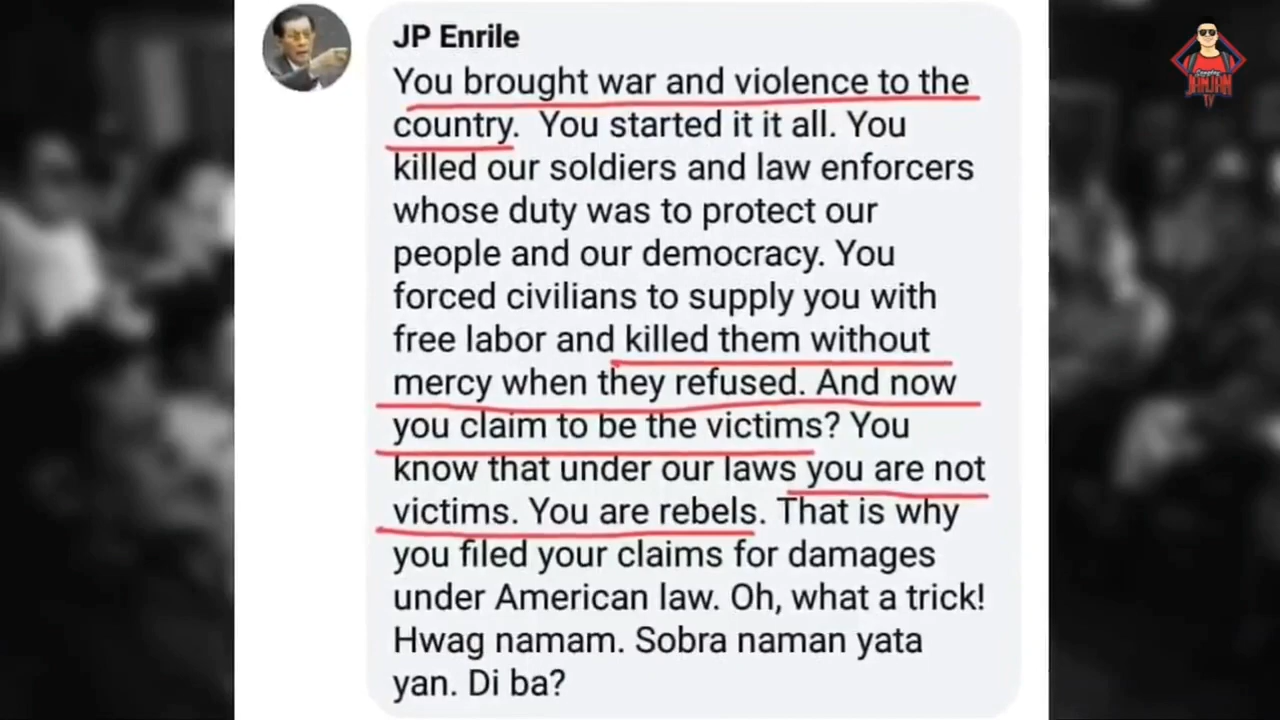 JP Enrile
You brought war and violence to the
country. You started it it all. You
killed our soldiers and law enforcers
whose duty was to protect our
people and our democracy. You
forced civilians to supply you with
free labor and killed them without
mercy when they refused. And now
you claim to be the victims? You
know that under our laws you are not
victims. You are rebels. That is why
you filed your claims for damages
under American law. Oh, what a trick!
Hwag namam. Sobra naman yata
yan. Di ba?
JAMJAM
TV